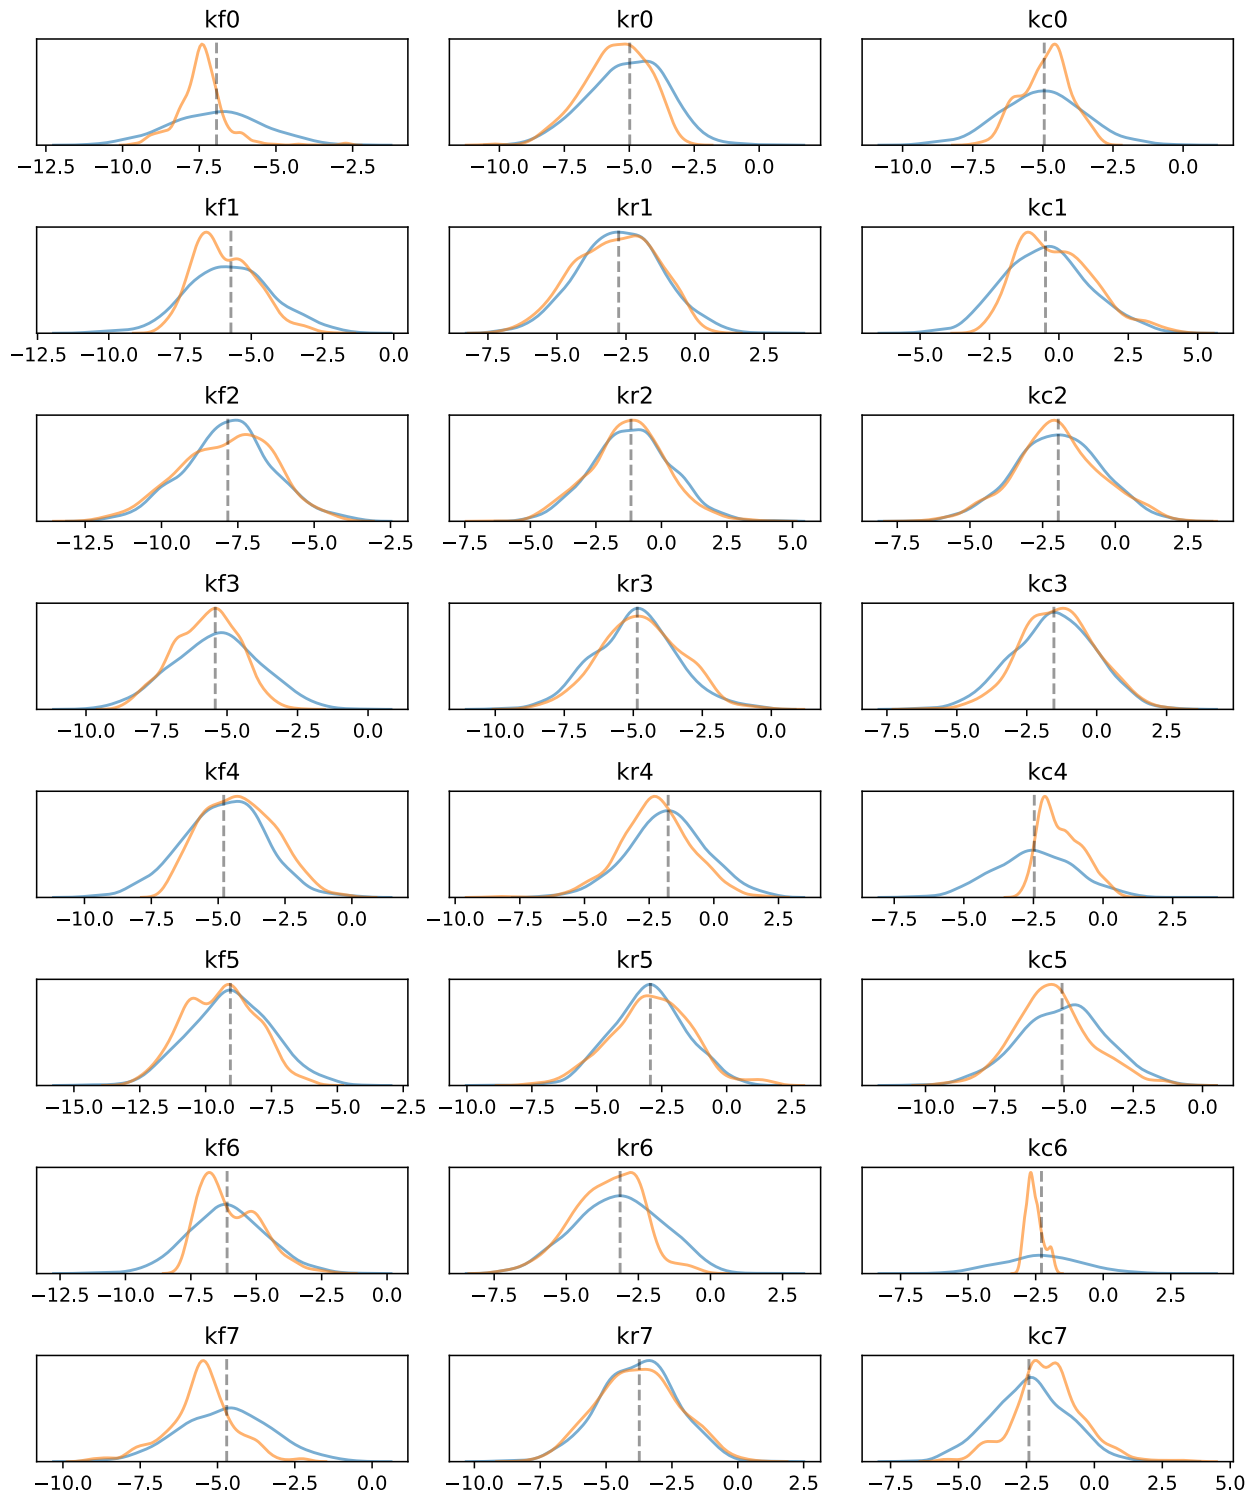 kf0 kr0 kc0
−12.5 −10.0 −7.5 −5.0 −2.5 −10.0 −7.5 −5.0 −2.5 0.0 −10.0 −7.5 −5.0 −2.5 0.0
kf1 kr1 kc1
−12.5 −10.0 −7.5 −5.0 −2.5 0.0 −7.5 −5.0 −2.5 0.0 2.5 −5.0 −2.5 0.0 2.5 5.0
kf2 kr2 kc2
−12.5 −10.0 −7.5 −5.0 −2.5 −7.5 −5.0 −2.5 0.0 2.5 5.0 −7.5 −5.0 −2.5 0.0 2.5
kf3 kr3 kc3
−10.0 −7.5 −5.0 −2.5 0.0 −10.0 −7.5 −5.0 −2.5 0.0 −7.5 −5.0 −2.5 0.0 2.5
kf4 kr4 kc4
−10.0 −7.5 −5.0 −2.5 0.0 −10.0 −7.5 −5.0 −2.5 0.0 2.5 −7.5 −5.0 −2.5 0.0 2.5
kf5 kr5 kc5
−15.0 −12.5 −10.0 −7.5 −5.0 −2.5 −10.0 −7.5 −5.0 −2.5 0.0 2.5 −10.0 −7.5 −5.0 −2.5 0.0
kf6 kr6 kc6
−12.5 −10.0 −7.5 −5.0 −2.5 0.0 −7.5 −5.0 −2.5 0.0 2.5 −7.5 −5.0 −2.5 0.0 2.5
kf7 kr7 kc7
−10.0 −7.5 −5.0 −2.5 0.0 −10.0 −7.5 −5.0 −2.5 0.0 2.5 −7.5 −5.0 −2.5 0.0 2.5 5.0